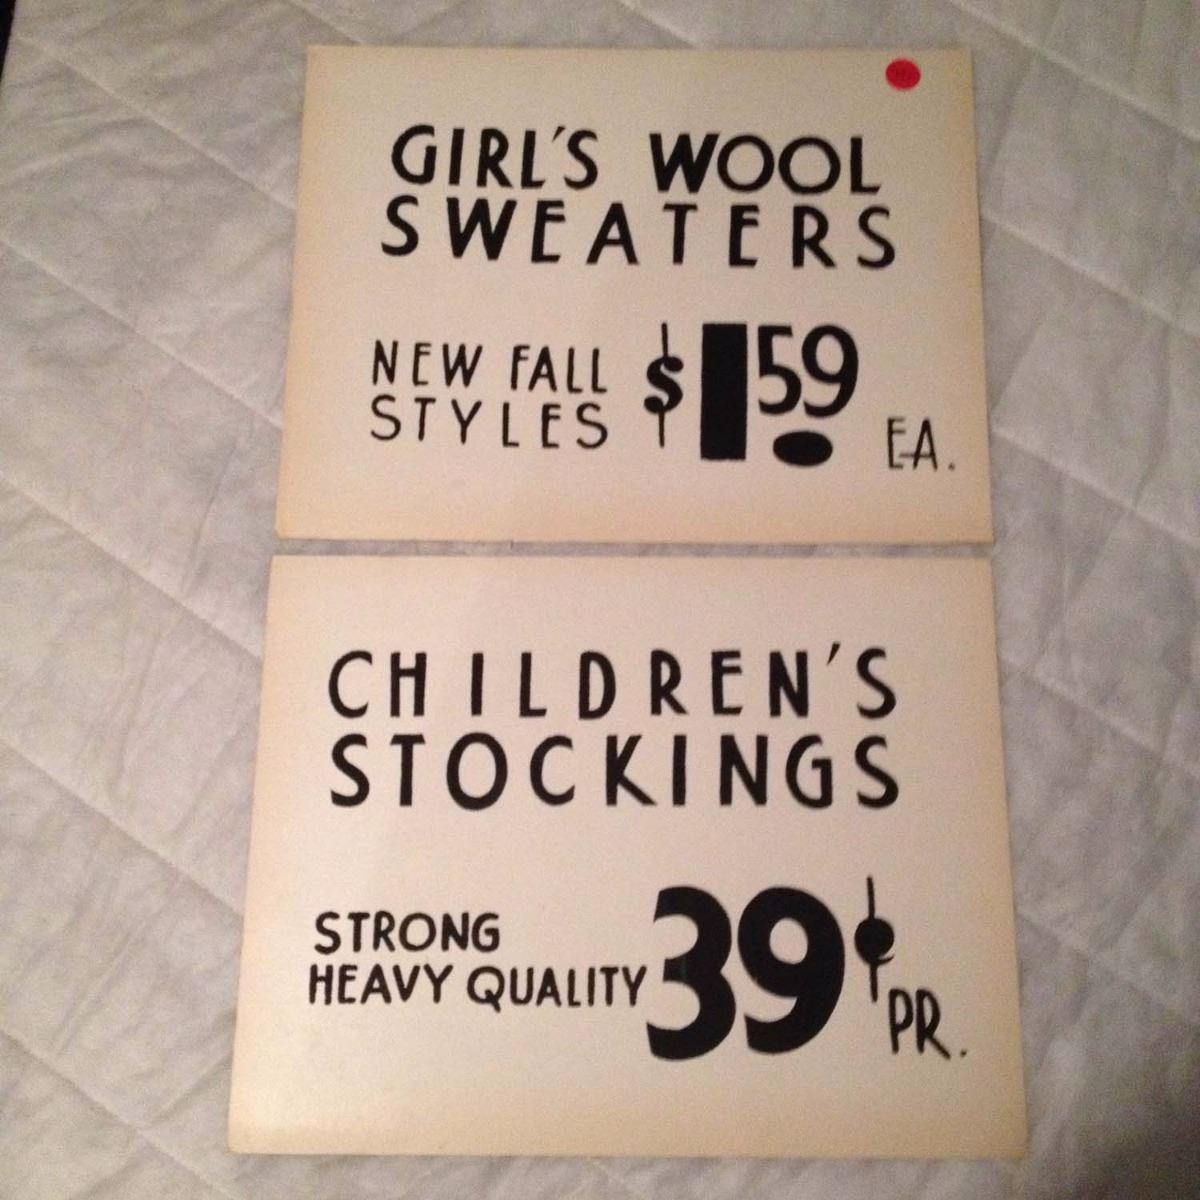 GIRL'S WOOL
SWEATERS
NEW FALL
STYLES
$1.59 EA.
CHILDREN'S
STOCKINGS
STRONG
HEAVY QUALITY
39¢ PR.